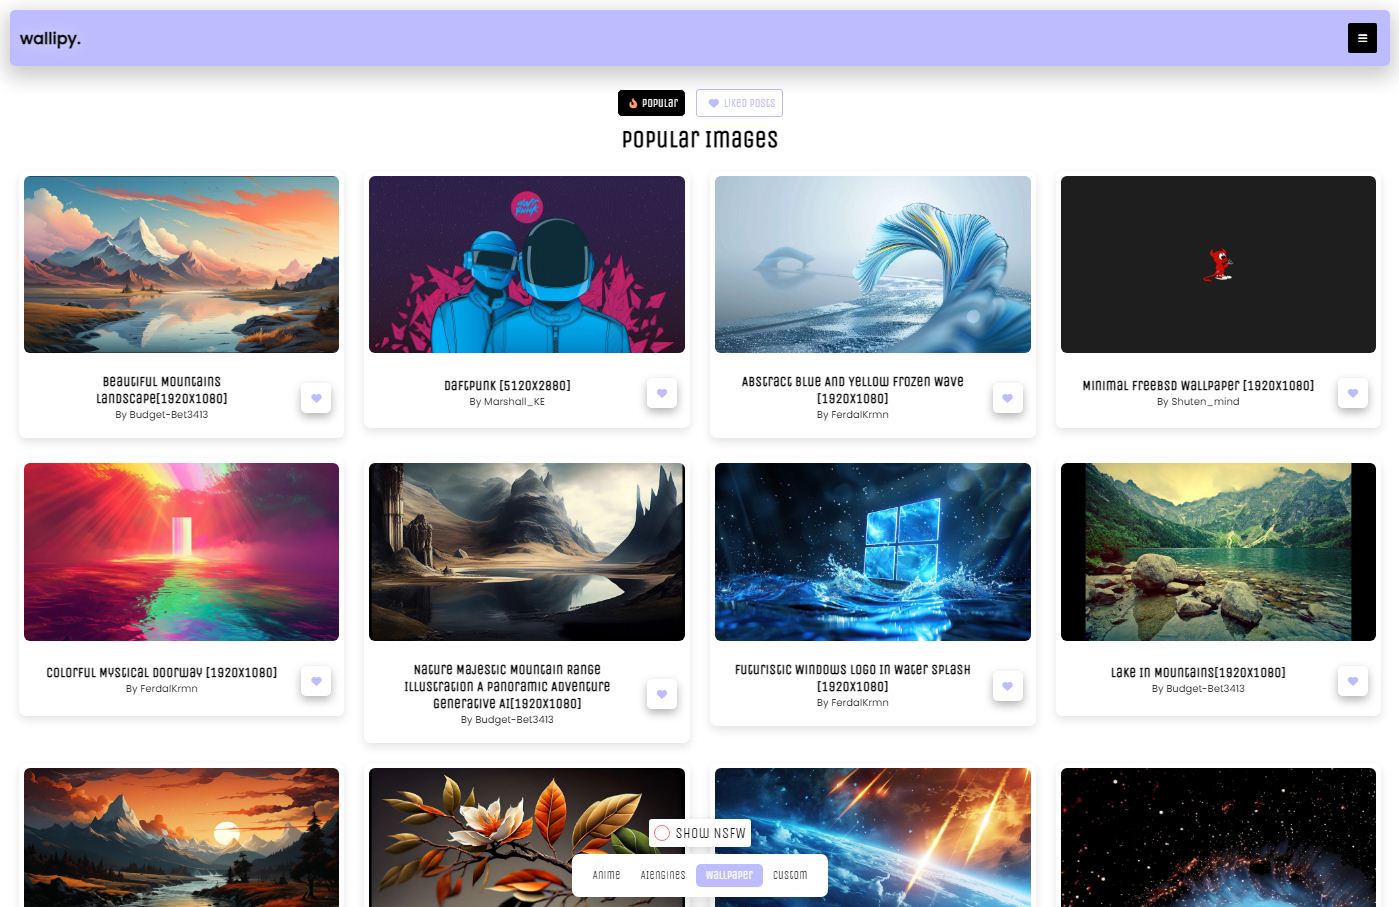 wallipy.
Popular
Liked Posts
Popular Images
daft
punk
Beautiful Mountains
Landscape[1920X1080]
By Budget-Bet3413
DaftPunk [5120X2880]
By Marshall_KE
Abstract Blue And Yellow Frozen Wave
[1920X1080]
By FerdalKrmn
Minimal FreeBSD Wallpaper [1920X1080]
By Shuten_mind
Colorful Mystical Doorway [1920X1080]
By FerdalKrmn
Nature Majestic Mountain Range
Illustration A Panoramic Adventure
Generative AI[1920X1080]
By Budget-Bet3413
Futuristic Windows Logo In Water Splash
[1920X1080]
By FerdalKrmn
Lake In Mountains[1920X1080]
By Budget-Bet3413
SHOW NSFW
Anime
AIengines
Wallpaper
Custom